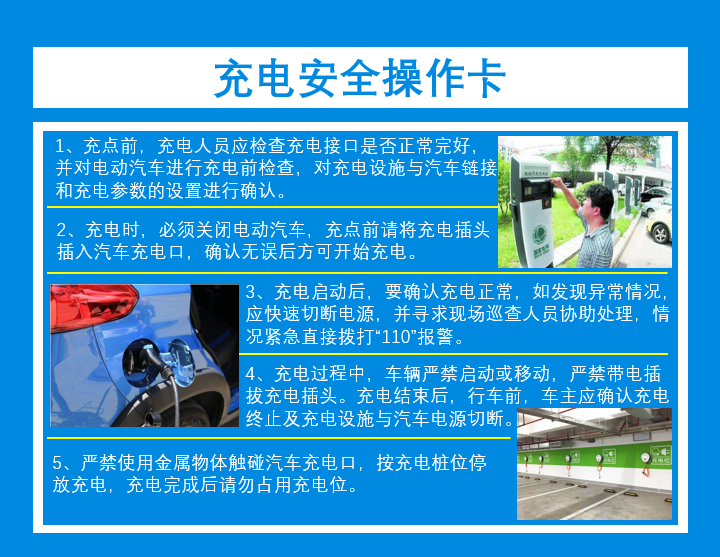 充电安全操作卡
1、充点前，充电人员应检查充电接口是否正常完好，
并对电动汽车进行充电前检查，对充电设施与汽车链接
和充电参数的设置进行确认。
2、充电时，必须关闭电动汽车，充点前请将充电插头
插入汽车充电口，确认无误后方可开始充电。
3、充电启动后，要确认充电正常，如发现异常情况，
应快速切断电源，并寻求现场巡查人员协助处理，情
况紧急直接拨打“110”报警。
4、充电过程中，车辆严禁启动或移动，严禁带电插
拔充电插头。充电结束后，行车前，车主应确认充电
终止及充电设施与汽车电源切断。
5、严禁使用金属物体触碰汽车充电口，按充电桩位停
放充电，充电完成后请勿占用充电位。